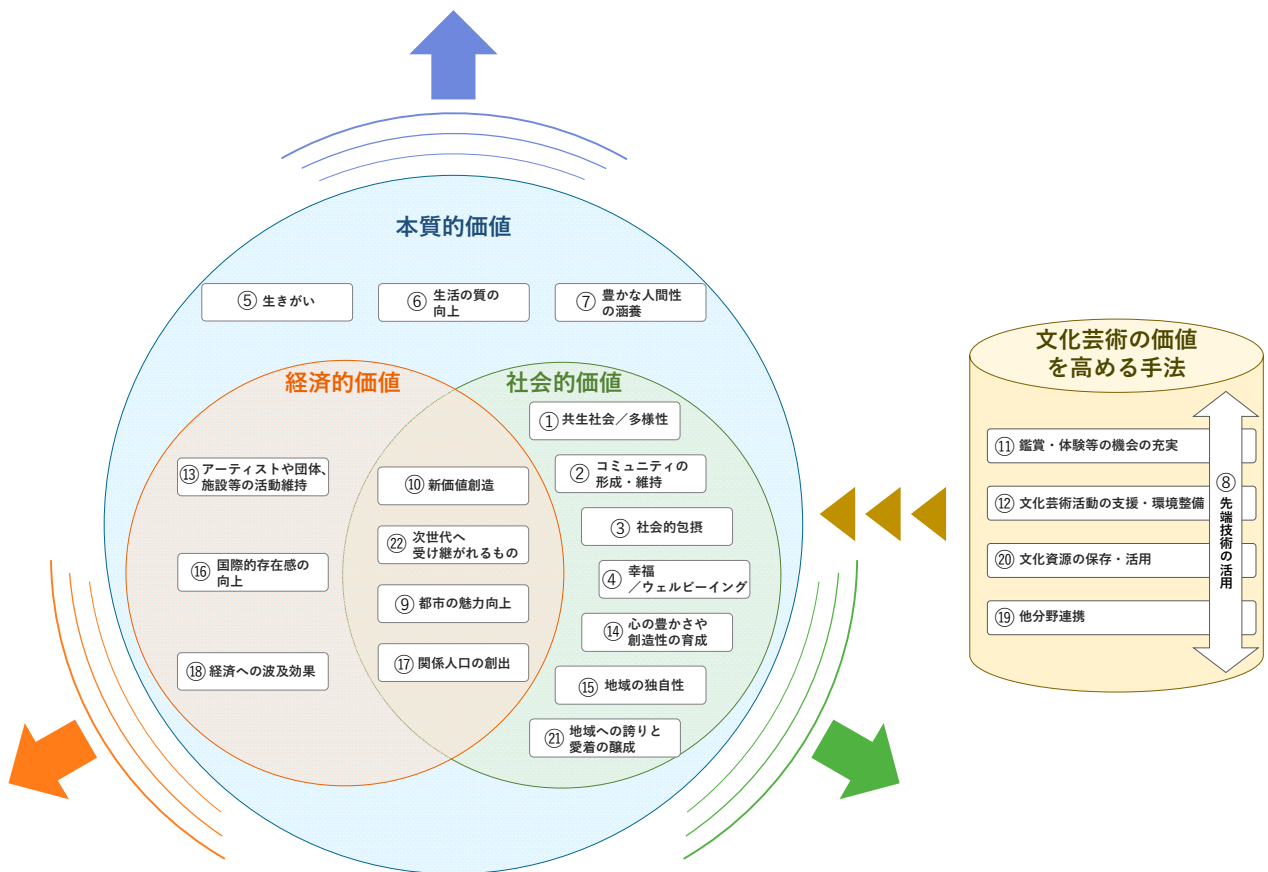 本質的価値
⑤ 生きがい
⑥ 生活の質の
向上
⑦ 豊かな人間性
の涵養
経済的価値
⑬ アーティストや団体、
施設等の活動維持
⑯ 国際的存在感の
向上
⑱ 経済への波及効果
⑩ 新価値創造
㉒ 次世代へ
受け継がれるもの
⑨ 都市の魅力向上
⑰ 関係人口の創出
社会的価値
① 共生社会／多様性
② コミュニティの
形成・維持
③ 社会的包摂
④ 幸福
／ウェルビーイング
⑭ 心の豊かさや
創造性の育成
⑮ 地域の独自性
㉑ 地域への誇りと
愛着の醸成
文化芸術の価値
を高める手法
⑪ 鑑賞・体験等の機会の充実
⑫ 文化芸術活動の支援・環境整備
⑳ 文化資源の保存・活用
⑲ 他分野連携
⑧ 先端技術の活用